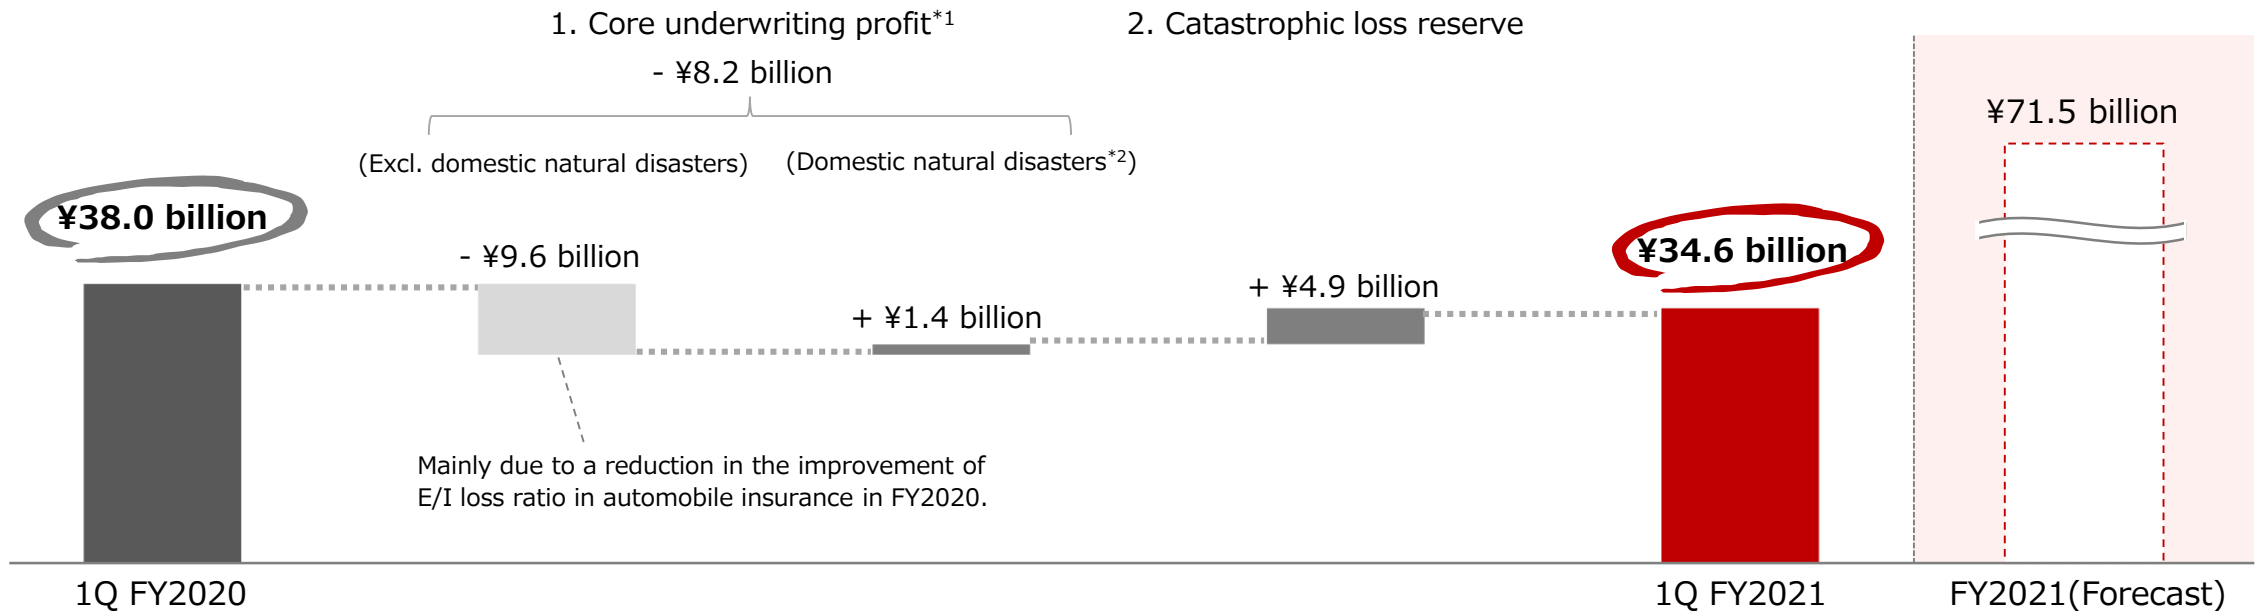 1. Core underwriting profit*1
- ¥8.2 billion
2. Catastrophic loss reserve
(Excl. domestic natural disasters)
(Domestic natural disasters*2)
¥38.0 billion
- ¥9.6 billion
+ ¥1.4 billion
+ ¥4.9 billion
¥34.6 billion
¥71.5 billion
Mainly due to a reduction in the improvement of
E/I loss ratio in automobile insurance in FY2020.
1Q FY2020
1Q FY2021
FY2021(Forecast)